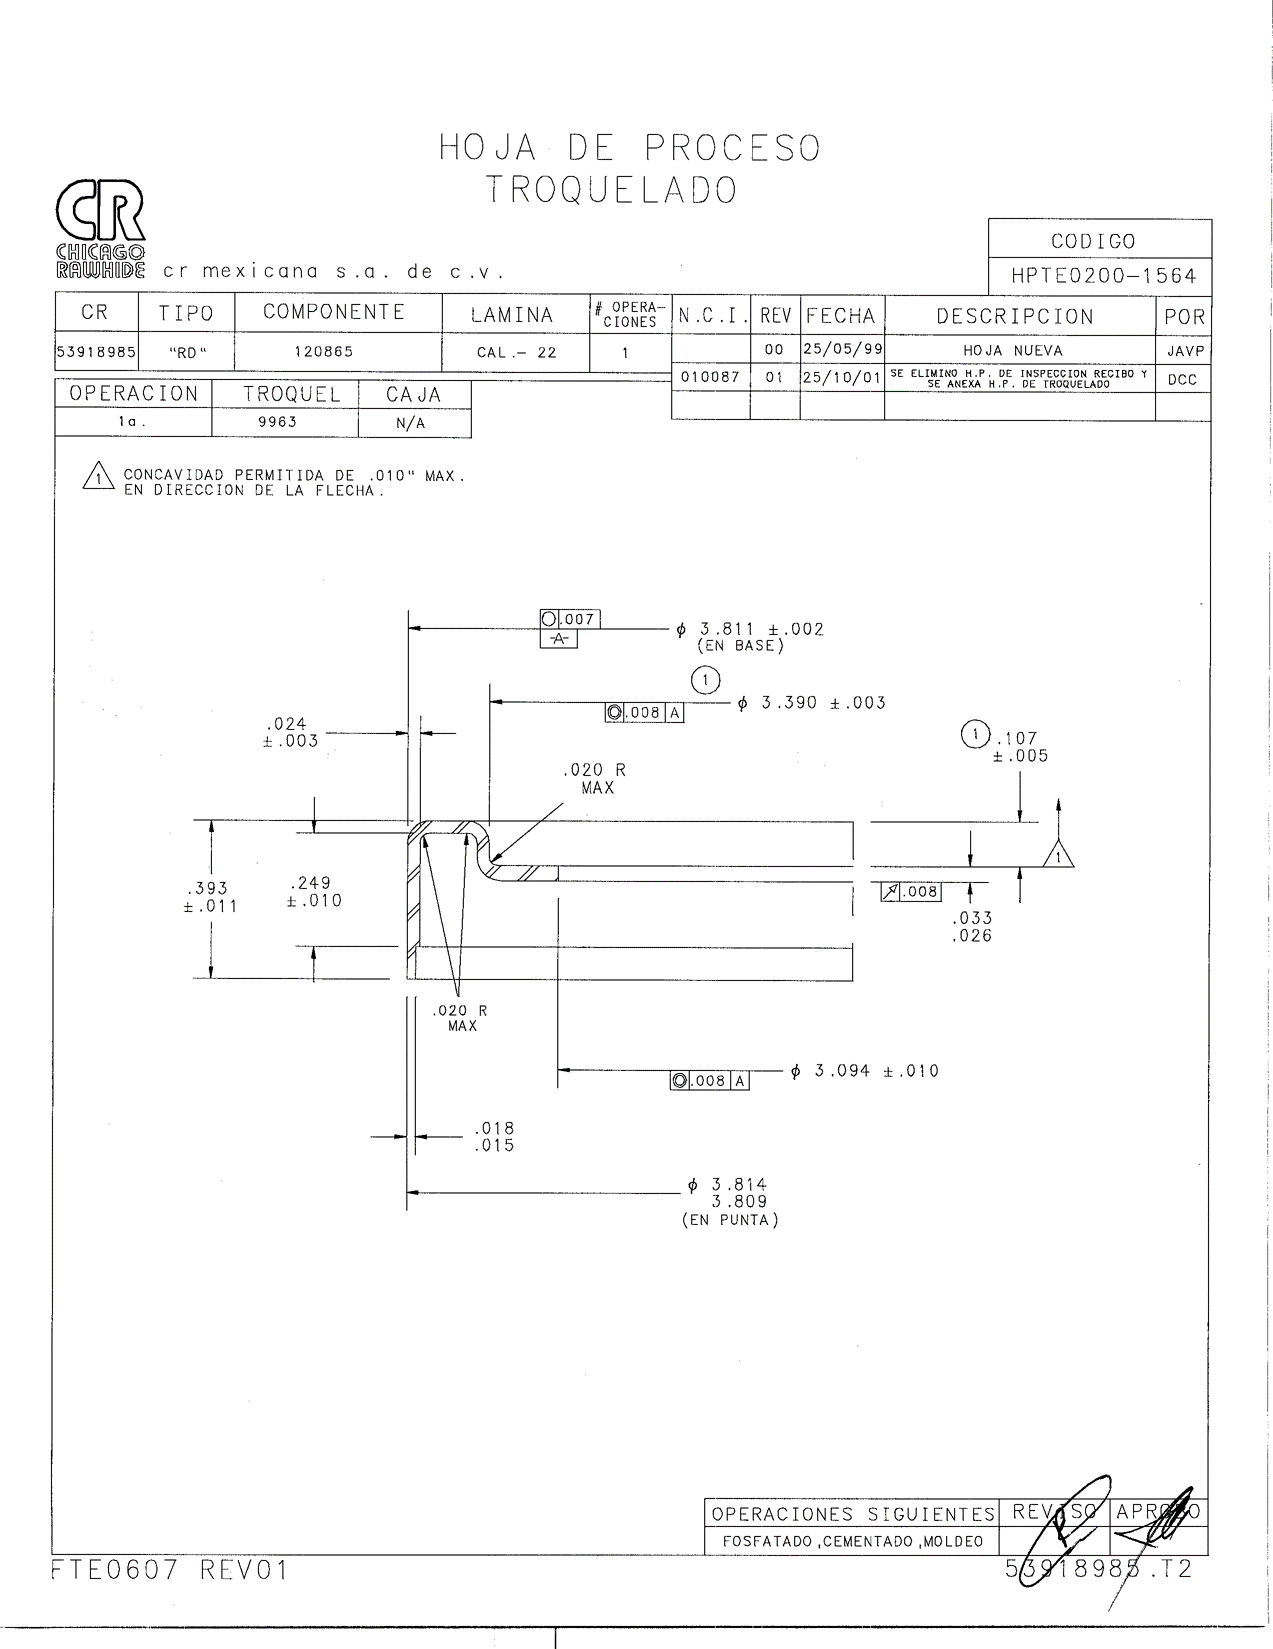 HOJA DE PROCESO
TROQUELADO
CR
CHICAGO
RAWHIDE
cr mexicana s.a. de c.v.
CODIGO
HPTE0200-1564
CR TIPO COMPONENTE LAMINA # OPERA-
CIONES
53918985 "RD" 120865 CAL.- 22 1
N.C.I. REV FECHA DESCRIPCION POR
00 25/05/99 HOJA NUEVA JAVP
010087 01 25/10/01 SE ELIMINO H.P. DE INSPECCION RECIBO Y
SE ANEXA H.P. DE TROQUELADO DCC
OPERACION TROQUEL CAJA
1a. 9963 N/A
1 CONCAVIDAD PERMITIDA DE .010" MAX.
EN DIRECCION DE LA FLECHA.
.007
-A-
ϕ 3.811 ±.002
(EN BASE)
1
ϕ 3.390 ±.003
.008 A
.024
±.003
1 .107
±.005
.020 R
MAX
1
.393
±.011
.249
±.010
.008
.033
.026
.020 R
MAX
ϕ 3.094 ±.010
.008 A
.018
.015
ϕ 3.814
3.809
(EN PUNTA)
OPERACIONES SIGUIENTES REVISO APROBO
FOSFATADO,CEMENTADO,MOLDEO
FTE0607 REV01
53918985.T2